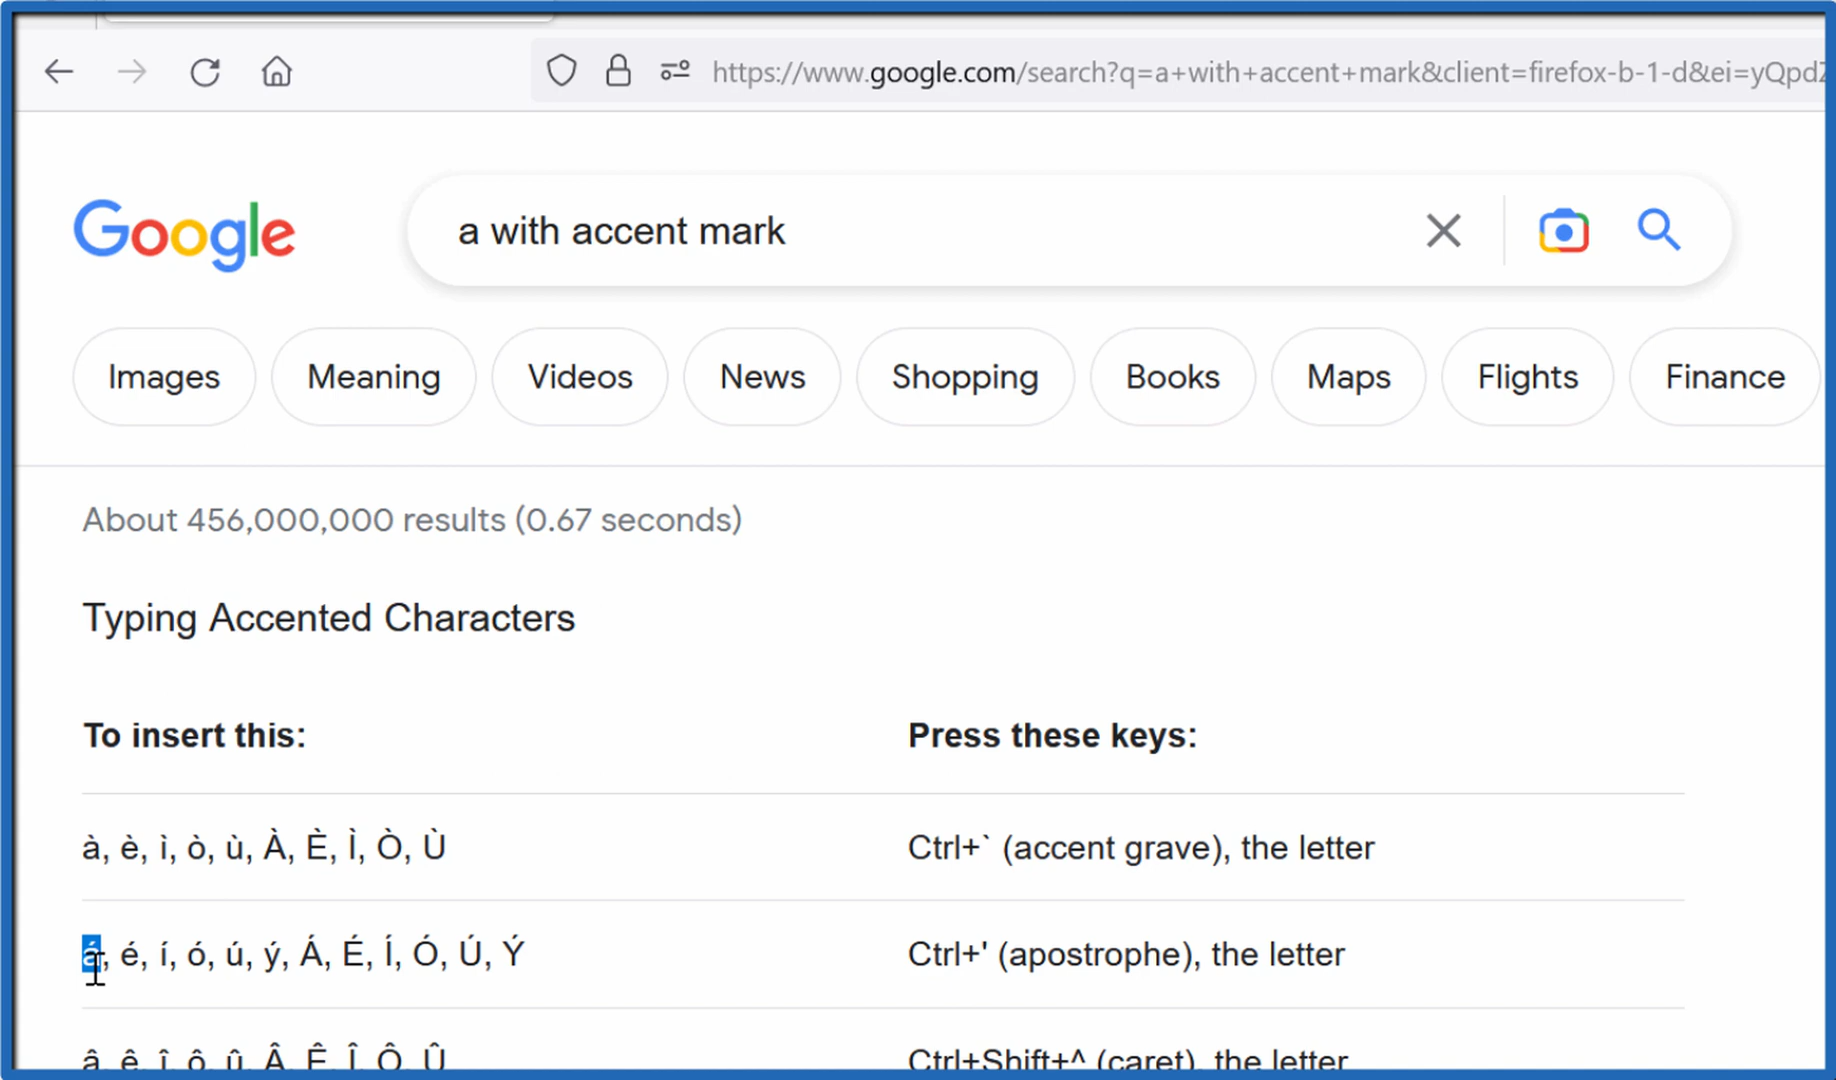 https://www.google.com/search?q=a+with+accent+mark&client=firefox-b-1-d&ei=yQpdZ
Google
a with accent mark
Images Meaning Videos News Shopping Books Maps Flights Finance
About 456,000,000 results (0.67 seconds)
Typing Accented Characters
To insert this: Press these keys:
à, è, ì, ò, ù, À, È, Ì, Ò, Ù Ctrl+` (accent grave), the letter
á, é, í, ó, ú, ý, Á, É, Í, Ó, Ú, Ý Ctrl+' (apostrophe), the letter
â, ê, î, ô, û, Â, Ê, Î, Ô, Û Ctrl+Shift+^ (caret), the letter